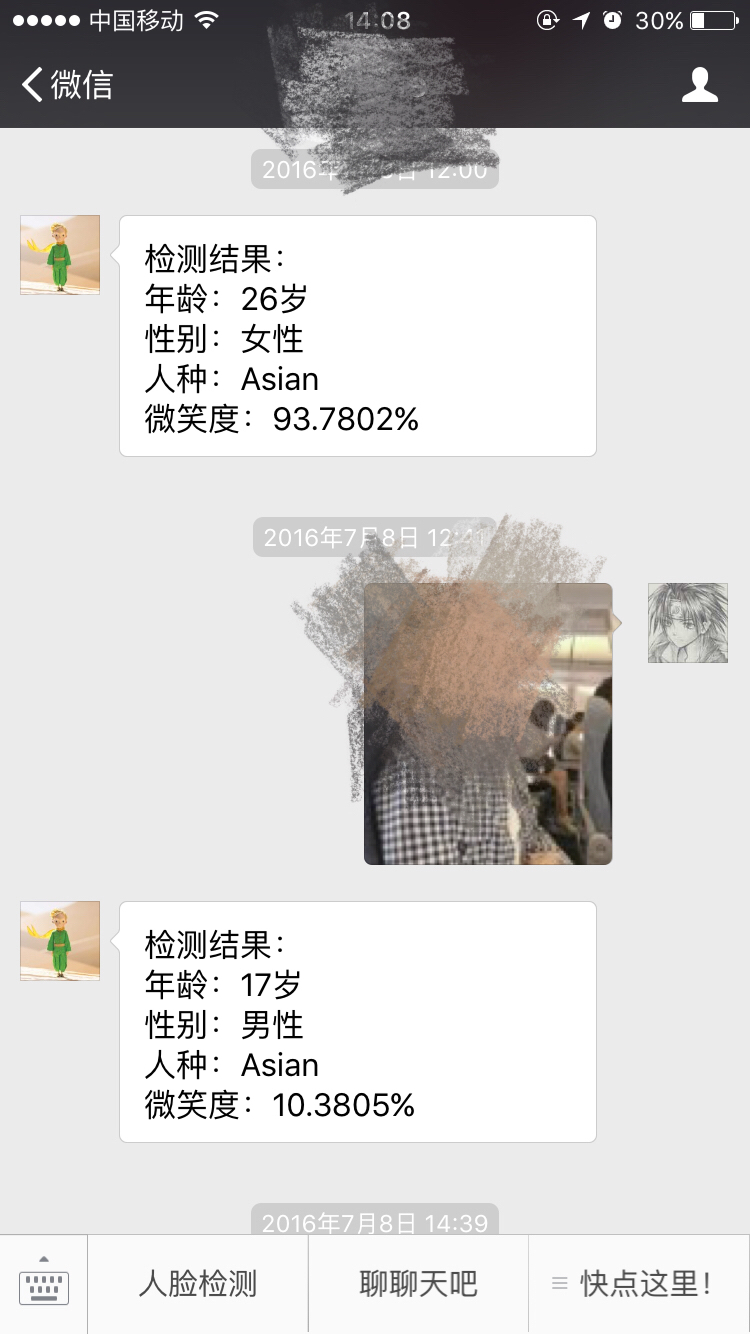 中国移动 14:08 30%
微信
2016年 日 12:00
检测结果：
年龄：26岁
性别：女性
人种：Asian
微笑度：93.7802%
2016年7月8日 12:41
检测结果：
年龄：17岁
性别：男性
人种：Asian
微笑度：10.3805%
2016年7月8日 14:39
人脸检测 聊聊天吧 快点这里！